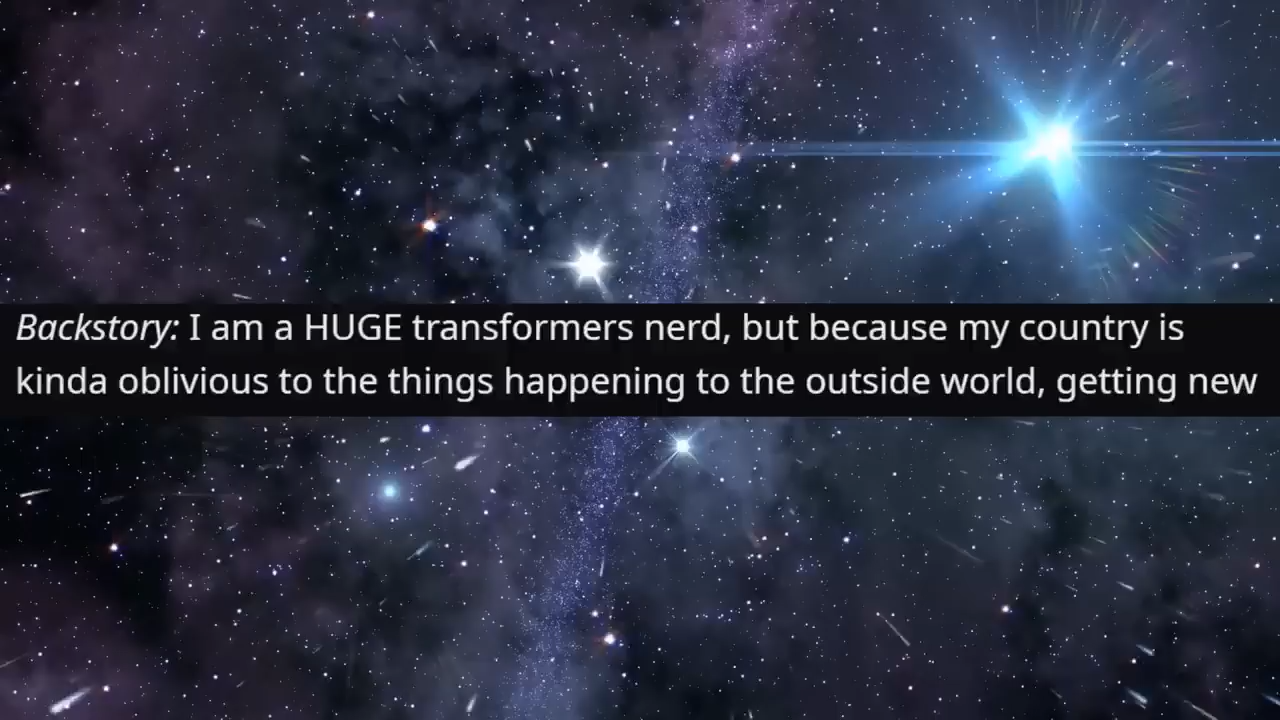 Backstory: I am a HUGE transformers nerd, but because my country is
kinda oblivious to the things happening to the outside world, getting new